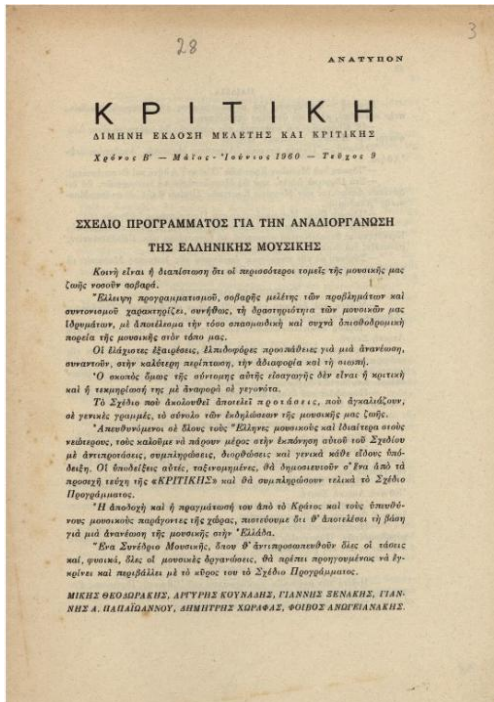 28
3
ΑΝΑΤΥΠΟΝ
ΚΡΙΤΙΚΗ
ΔΙΜΗΝΗ ΕΚΔΟΣΗ ΜΕΛΕΤΗΣ ΚΑΙ ΚΡΙΤΙΚΗΣ
Χρόνος Β' — Μάϊος - Ἰούνιος 1960 — Τεῦχος 9
ΣΧΕΔΙΟ ΠΡΟΓΡΑΜΜΑΤΟΣ ΓΙΑ ΤΗΝ ΑΝΑΔΙΟΡΓΑΝΩΣΗ
ΤΗΣ ΕΛΛΗΝΙΚΗΣ ΜΟΥΣΙΚΗΣ
Κοινὴ εἶναι ἡ διαπίστωση ὅτι οἱ περισσότεροι τομεῖς τῆς μουσικῆς μας
ζωῆς νοσοῦν σοβαρά.
Ἔλλειψη προγραμματισμοῦ, σοβαρῆς μελέτης τῶν προβλημάτων καὶ
συντονισμοῦ χαρακτηρίζει, συνήθως, τὴ δραστηριότητα τῶν μουσικῶν μας
ἱδρυμάτων, μὲ ἀποτέλεσμα τὴν τόσο σπασμωδικὴ καὶ συχνὰ ὀπισθοδρομικὴ
πορεία τῆς μουσικῆς στὸν τόπο μας.
Οἱ ἐλάχιστες ἐξαιρέσεις, ἐλπιδοφόρες προσπάθειες γιὰ μιὰ ἀνανέωση,
συναντοῦν, στὴν καλύτερη περίπτωση, τὴν ἀδιαφορία καὶ τὴ σιωπή.
Ὁ σκοπὸς ὅμως τῆς σύντομης αὐτῆς εἰσαγωγῆς δὲν εἶναι ἡ κριτικὴ
καὶ ἡ τεκμηρίωσή της μὲ ἀναφορὰ σὲ γεγονότα.
Τὸ Σχέδιο ποὺ ἀκολουθεῖ ἀποτελεῖ προτάσεις, ποὺ ἀγκαλιάζουν,
σὲ γενικὲς γραμμές, τὸ σύνολο τῶν ἐκδηλώσεων τῆς μουσικῆς μας ζωῆς.
Ἀπευθυνόμενοι σὲ ὅλους τοὺς Ἕλληνες μουσικοὺς καὶ ἰδιαίτερα στοὺς
νεώτερους, τοὺς καλοῦμε νὰ πάρουν μέρος στὴν ἐκπόνηση αὐτοῦ τοῦ Σχεδίου
μὲ ἀντιπροτάσεις, συμπληρώσεις, διορθώσεις καὶ γενικὰ κάθε εἴδους ὑπό-
δειξη. Οἱ ὑποδείξεις αὐτές, ταξινομημένες, θὰ δημοσιευτοῦν σ' ἕνα ἀπὸ τὰ
προσεχῆ τεύχη τῆς «ΚΡΙΤΙΚΗΣ» καὶ θὰ συμπληρώσουν τελικὰ τὸ Σχέδιο
Προγράμματος.
Ἡ ἀποδοχὴ καὶ ἡ πραγμάτωσή του ἀπὸ τὸ Κράτος καὶ τοὺς ὑπευθύ-
νους μουσικοὺς παράγοντες τῆς χώρας, πιστεύουμε ὅτι θ' ἀποτελέσει τὴ βάση
γιὰ μιὰ ἀνανέωση τῆς μουσικῆς στὴν Ἑλλάδα.
Ἕνα Συνέδριο Μουσικῆς, ὅπου θ' ἀντιπροσωπευθοῦν ὅλες οἱ τάσεις
καί, φυσικά, ὅλες οἱ μουσικὲς ὀργανώσεις, θὰ πρέπει προηγουμένως νὰ ἐγ-
κρίνει καὶ περιβάλλει μὲ τὸ κῦρος του τὸ Σχέδιο Προγράμματος.
ΜΙΚΗΣ ΘΕΟΔΩΡΑΚΗΣ, ΑΡΓΥΡΗΣ ΚΟΥΝΑΔΗΣ, ΓΙΑΝΝΗΣ ΞΕΝΑΚΗΣ, ΓΙΑΝ-
ΝΗΣ Α. ΠΑΠΑΪΩΑΝΝΟΥ, ΔΗΜΗΤΡΗΣ ΧΩΡΑΦΑΣ, ΦΟΙΒΟΣ ΑΝΩΓΕΙΑΝΑΚΗΣ.